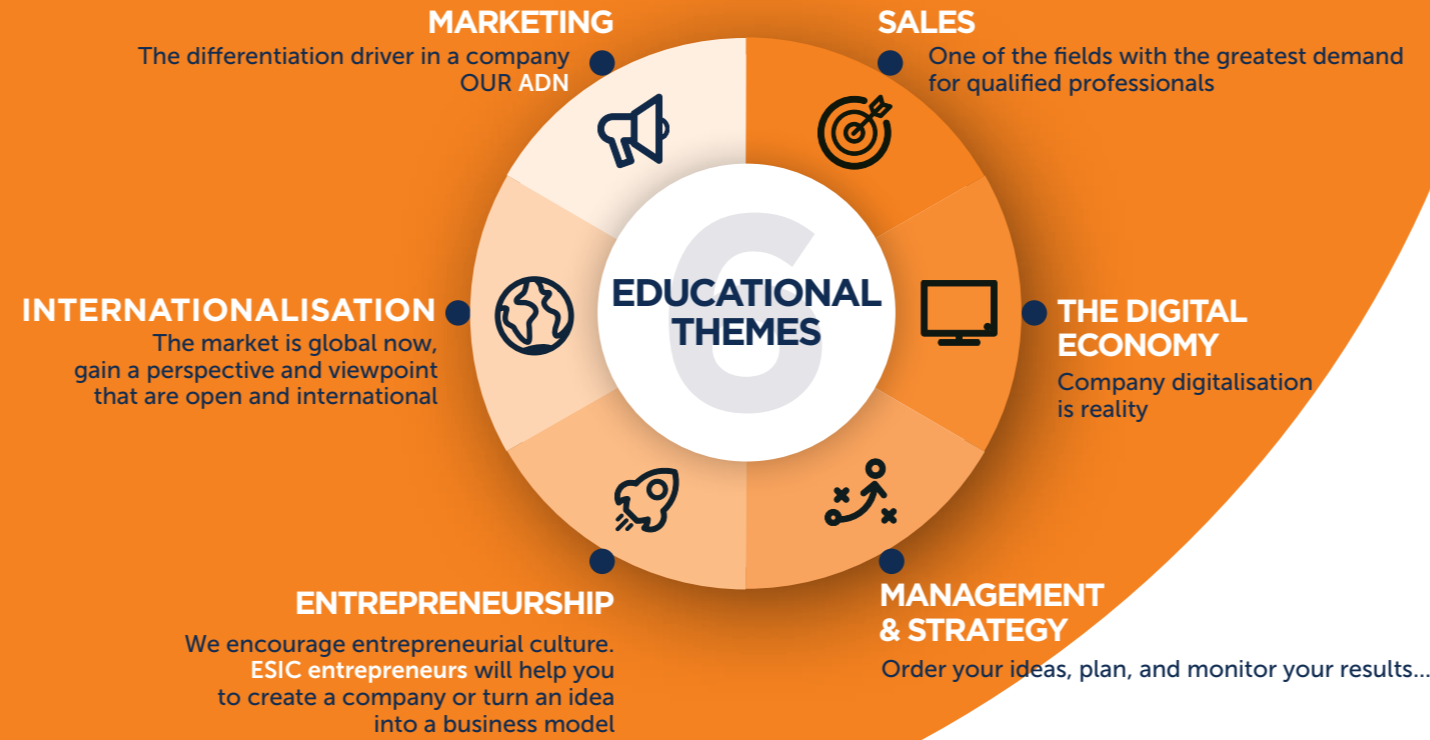 MARKETING
The differentiation driver in a company
OUR ADN
SALES
One of the fields with the greatest demand
for qualified professionals
6
EDUCATIONAL
THEMES
INTERNATIONALISATION
The market is global now,
gain a perspective and viewpoint
that are open and international
THE DIGITAL
ECONOMY
Company digitalisation
is reality
ENTREPRENEURSHIP
We encourage entrepreneurial culture.
ESIC entrepreneurs will help you
to create a company or turn an idea
into a business model
MANAGEMENT
& STRATEGY
Order your ideas, plan, and monitor your results...